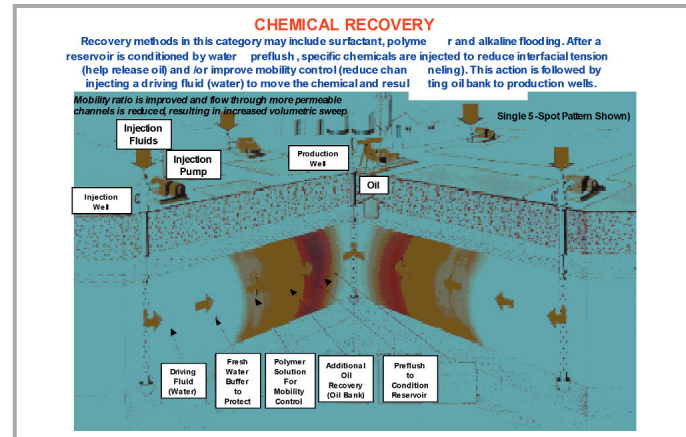 CHEMICAL RECOVERY
Recovery methods in this category may include surfactant, polyme r and alkaline flooding. After a
reservoir is conditioned by water preflush , specific chemicals are injected to reduce interfacial tension
(help release oil) and /or improve mobility control (reduce chan neling). This action is followed by
injecting a driving fluid (water) to move the chemical and resul ting oil bank to production wells.
Mobility ratio is improved and flow through more permeable
channels is reduced, resulting in increased volumetric sweep
Single 5-Spot Pattern Shown)
Injection
Fluids
Injection
Pump
Production
Well
Oil
Injection
Well
Driving
Fluid
(Water)
Fresh
Water
Buffer
to
Protect
Polymer
Solution
For
Mobility
Control
Additional
Oil
Recovery
(Oil Bank)
Preflush
to
Condition
Reservoir